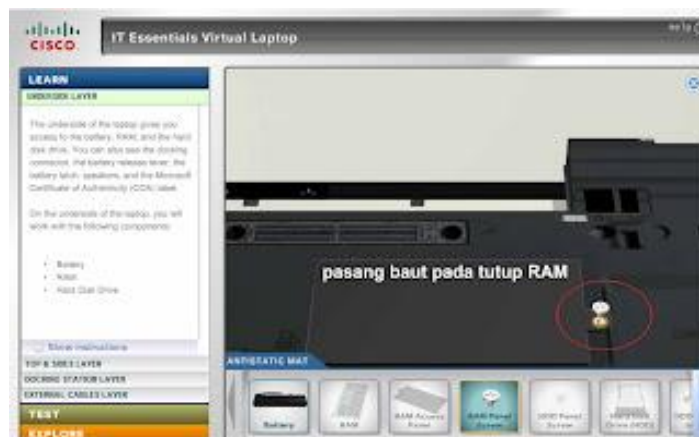 CISCO
IT Essentials Virtual Laptop
LEARN
UNDERSIDE LAYER
The underside of the laptop gives you
access to the battery, RAM, and the hard
disk drive. You can also see the docking
connector, the battery release lever, the
battery latch, speakers, and the Microsoft
Certificate of Authenticity (COA) label.
On the underside of the laptop, you will
work with the following components:
Battery
RAM
Hard Disk Drive
Show instructions
TOP & SIDES LAYER
DOCKING STATION LAYER
EXTERNAL CABLES LAYER
TEST
EXPLORE
pasang baut pada tutup RAM
ANTISTATIC MAT
Battery
RAM
RAM Access
Panel
RAM Panel
Screw
HDD Panel
Screw
Hard Disk
Drive (HDD)